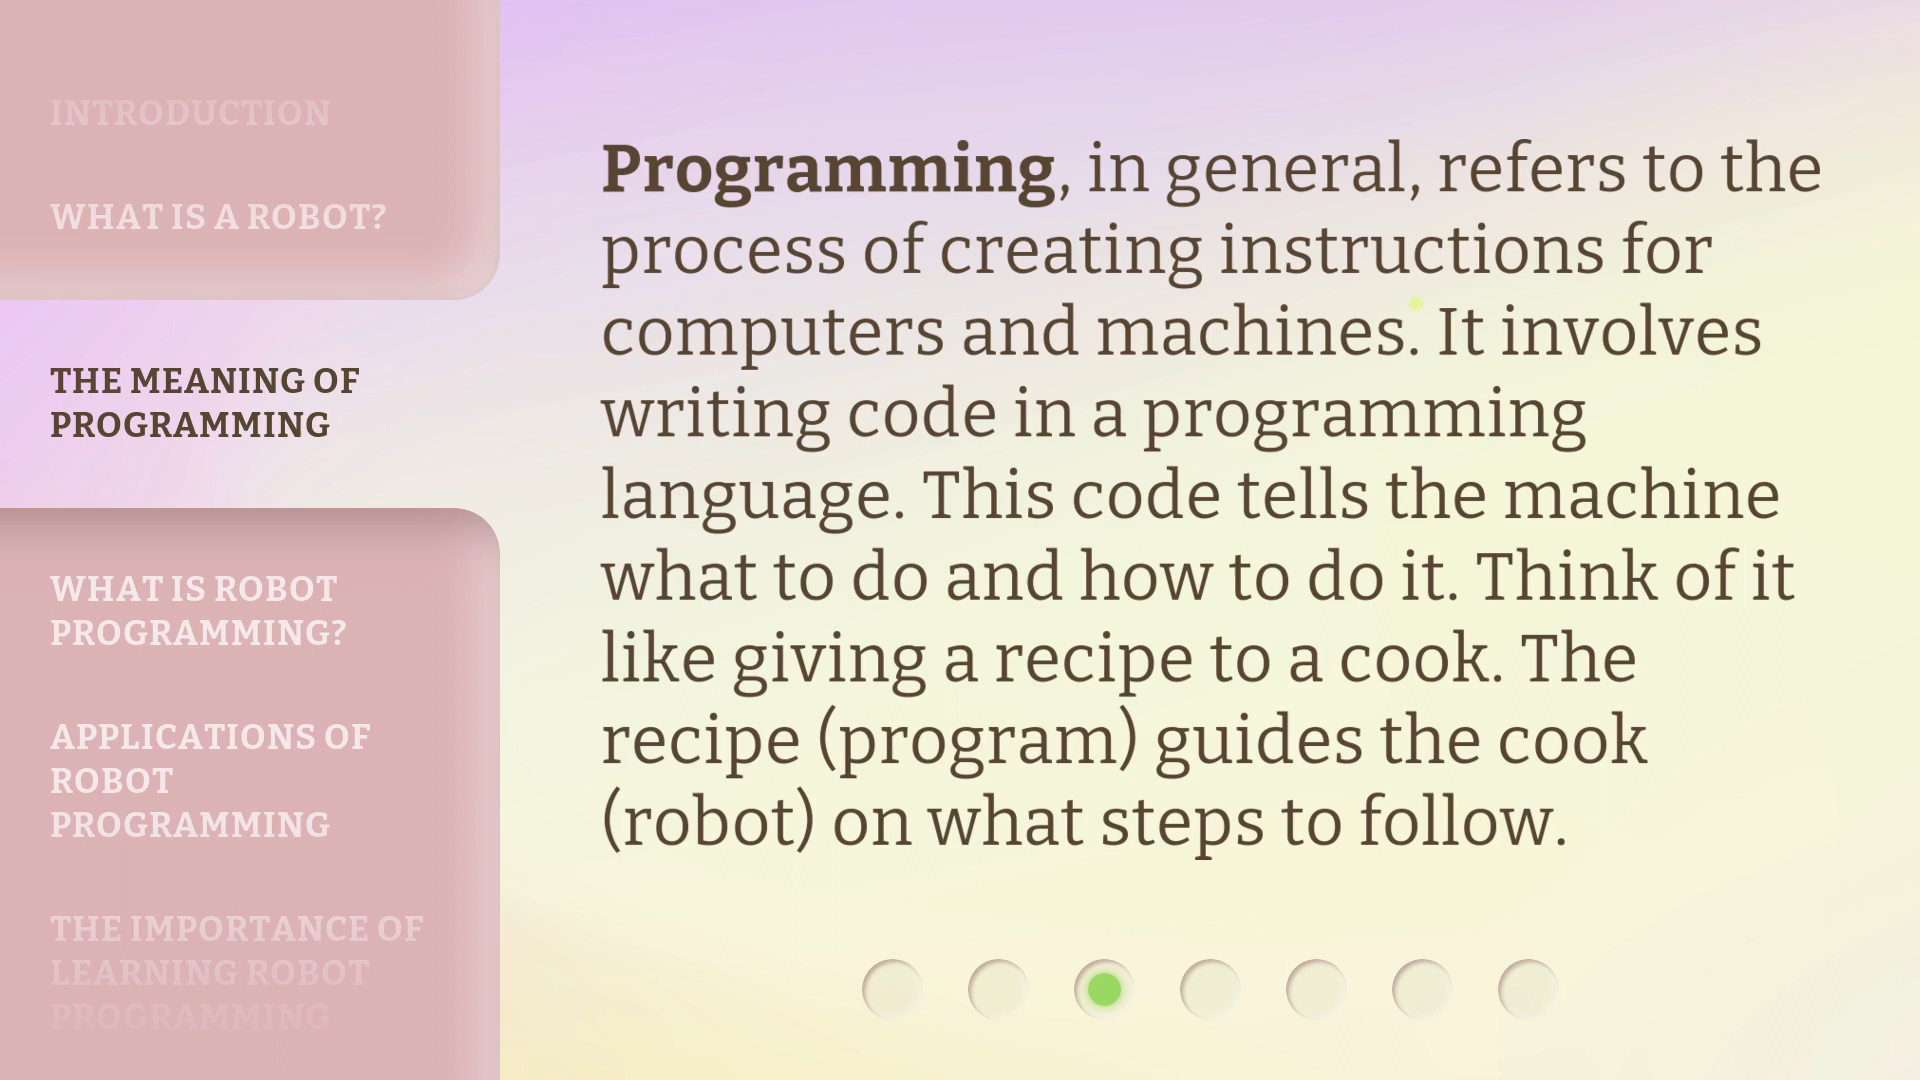 INTRODUCTION
WHAT IS A ROBOT?
THE MEANING OF
PROGRAMMING
WHAT IS ROBOT
PROGRAMMING?
APPLICATIONS OF
ROBOT
PROGRAMMING
THE IMPORTANCE OF
LEARNING ROBOT
PROGRAMMING
Programming, in general, refers to the
process of creating instructions for
computers and machines. It involves
writing code in a programming
language. This code tells the machine
what to do and how to do it. Think of it
like giving a recipe to a cook. The
recipe (program) guides the cook
(robot) on what steps to follow.